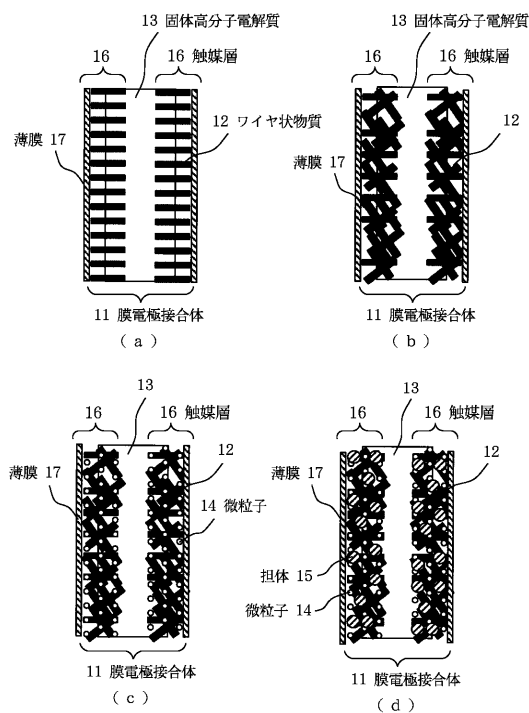 13 固体高分子電解質
16
16 触媒層
12 ワイヤ状物質
薄膜 17
11 膜電極接合体
(a)
13 固体高分子電解質
16
16 触媒層
12
薄膜 17
11 膜電極接合体
(b)
13
16
16 触媒層
12
薄膜 17
14 微粒子
11 膜電極接合体
(c)
13
16
16 触媒層
12
薄膜 17
担体 15
微粒子 14
11 膜電極接合体
(d)